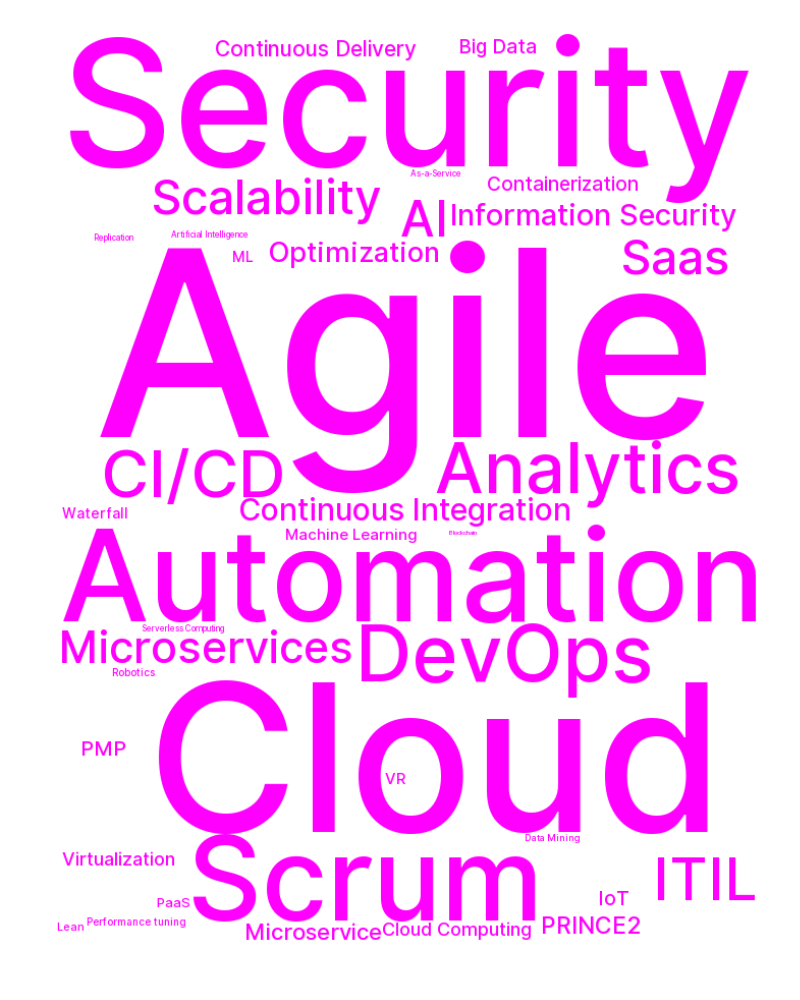 Continuous Delivery
Big Data
Security
As-a-Service
Containerization
Scalability
AI
Information Security
Replication
Artificial Intelligence
ML
Optimization
Saas
Agile
CI/CD
Analytics
Continuous Integration
Waterfall
Machine Learning
Blockchain
Automation
Serverless Computing
Microservices
DevOps
Robotics
Cloud
PMP
VR
Data Mining
Virtualization
Scrum
ITIL
PaaS
IoT
Lean
Performance tuning
Microservice
Cloud Computing
PRINCE2